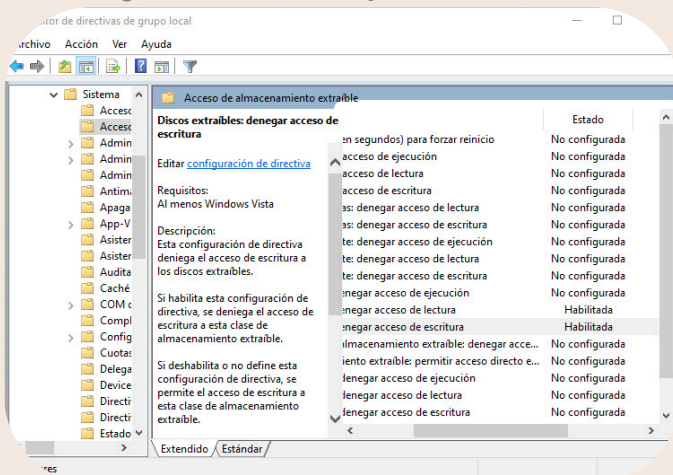 de directivas de grupo local
Archivo Acción Ver Ayuda
Sistema
Acceso de almacenamiento extraíble
Acceso
Acceso
Admin
Admin
Admin
Antima
Apaga
App-V
Asister
Asister
Audita
Caché
COM
Compl
Config
Cuotas
Delega
Device
Directi
Directi
Estado
Discos extraíbles: denegar acceso de
escritura
Editar configuración de directiva
Requisitos:
Al menos Windows Vista
Descripción:
Esta configuración de directiva
deniega el acceso de escritura a
los discos extraíbles.
Si habilita esta configuración de
directiva, se deniega el acceso de
escritura a esta clase de
almacenamiento extraíble.
Si deshabilita o no define esta
configuración de directiva, se
permite el acceso de escritura a
esta clase de almacenamiento
extraíble.
Estado
en segundos) para forzar reinicio No configurada
acceso de ejecución No configurada
acceso de lectura No configurada
acceso de escritura No configurada
as: denegar acceso de lectura No configurada
as: denegar acceso de escritura No configurada
te: denegar acceso de ejecución No configurada
te: denegar acceso de lectura No configurada
te: denegar acceso de escritura No configurada
enegar acceso de ejecución No configurada
enegar acceso de lectura Habilitada
enegar acceso de escritura Habilitada
lmacenamiento extraíble: denegar acce... No configurada
iento extraíble: permitir acceso directo e... No configurada
denegar acceso de ejecución No configurada
denegar acceso de lectura No configurada
denegar acceso de escritura No configurada
Extendido Estándar